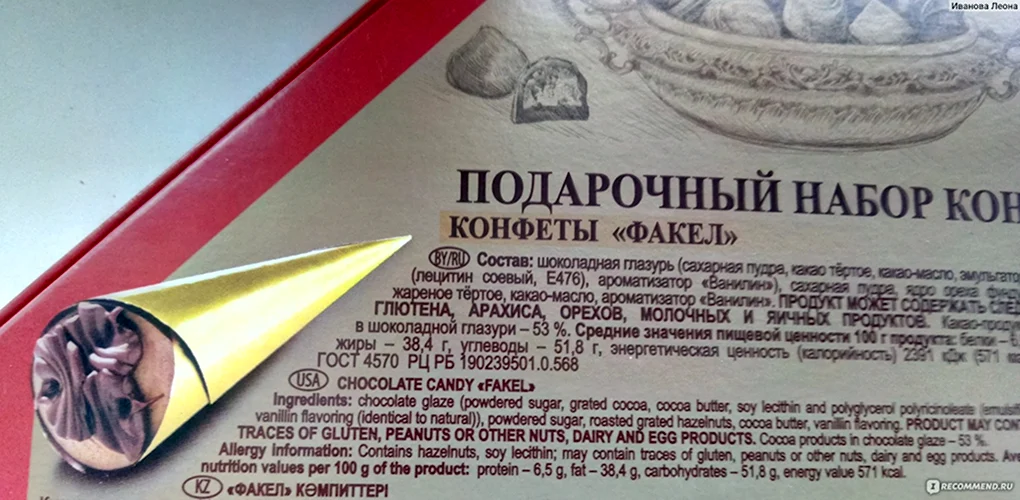 Иванова Леона
ПОДАРОЧНЫЙ НАБОР КОН
КОНФЕТЫ «ФАКЕЛ»
BY/RU Состав: шоколадная глазурь (сахарная пудра, какао тёртое, какао-масло, эмульгатор
(лецитин соевый, E476), ароматизатор «Ванилин»), сахарная пудра, ядро ореха
жареное тёртое, какао-масло, ароматизатор «Ванилин». ПРОДУКТ МОЖЕТ СОДЕРЖАТЬ СЛЕД
ГЛЮТЕНА, АРАХИСА, ОРЕХОВ, МОЛОЧНЫХ И ЯИЧНЫХ ПРОДУКТОВ. Какао-проду
в шоколадной глазури – 53 %. Средние значения пищевой ценности 100 г продукта: белки – 6
жиры – 38,4 г, углеводы – 51,8 г, энергетическая ценность (калорийность) 2391 кДж (571 кк
ГОСТ 4570 РЦ РБ 190239501.0.568
USA CHOCOLATE CANDY «FAKEL»
Ingredients: chocolate glaze (powdered sugar, grated cocoa, cocoa butter, soy lecithin and polyglycerol polyricinoleate (emulsif
vanillin flavoring (identical to natural)), powdered sugar, roasted grated hazelnuts, cocoa butter, vanillin flavoring. PRODUCT MAY CONT
TRACES OF GLUTEN, PEANUTS OR OTHER NUTS, DAIRY AND EGG PRODUCTS. Cocoa products in chocolate glaze – 53 %.
Allergy Information: Contains hazelnuts, soy lecithin; may contain traces of gluten, peanuts or other nuts, dairy and egg products. Ave
nutrition values per 100 g of the product: protein – 6,5 g, fat – 38,4 g, carbohydrates – 51,8 g, energy value 571 kcal.
KZ «ФАКЕЛ» КӘМПИТТЕРІ
IRECOMMEND.RU